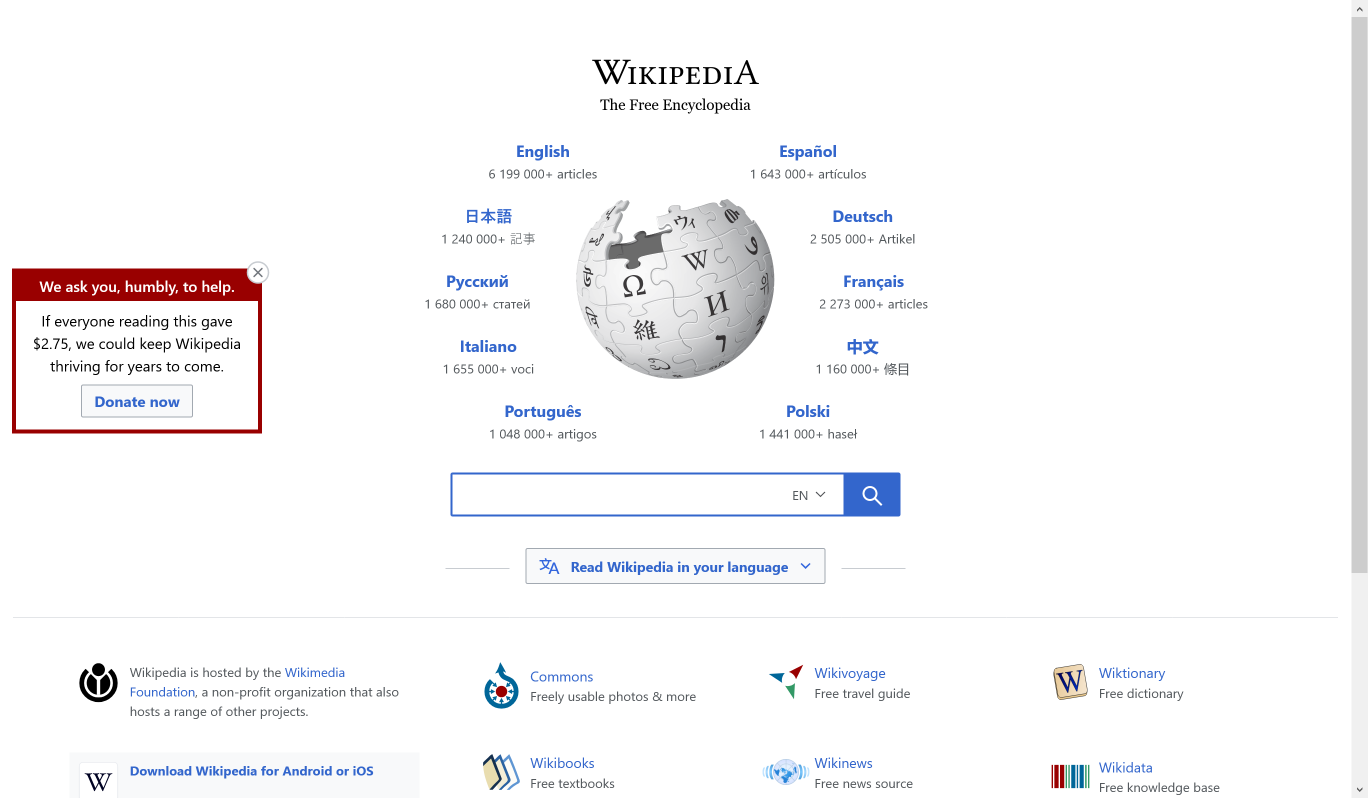 WIKIPEDIA
The Free Encyclopedia
English
6 199 000+ articles
Español
1 643 000+ artículos
日本語
1 240 000+ 記事
Deutsch
2 505 000+ Artikel
Русский
1 680 000+ статей
Français
2 273 000+ articles
Italiano
1 655 000+ voci
中文
1 160 000+ 條目
Português
1 048 000+ artigos
Polski
1 441 000+ haseł
Ω
W
И
維
ウィ
We ask you, humbly, to help.
If everyone reading this gave
$2.75, we could keep Wikipedia
thriving for years to come.
Donate now
EN
Read Wikipedia in your language
Wikipedia is hosted by the Wikimedia
Foundation, a non-profit organization that also
hosts a range of other projects.
Commons
Freely usable photos & more
Wikivoyage
Free travel guide
W
Wiktionary
Free dictionary
W
Download Wikipedia for Android or iOS
Wikibooks
Free textbooks
Wikinews
Free news source
Wikidata
Free knowledge base